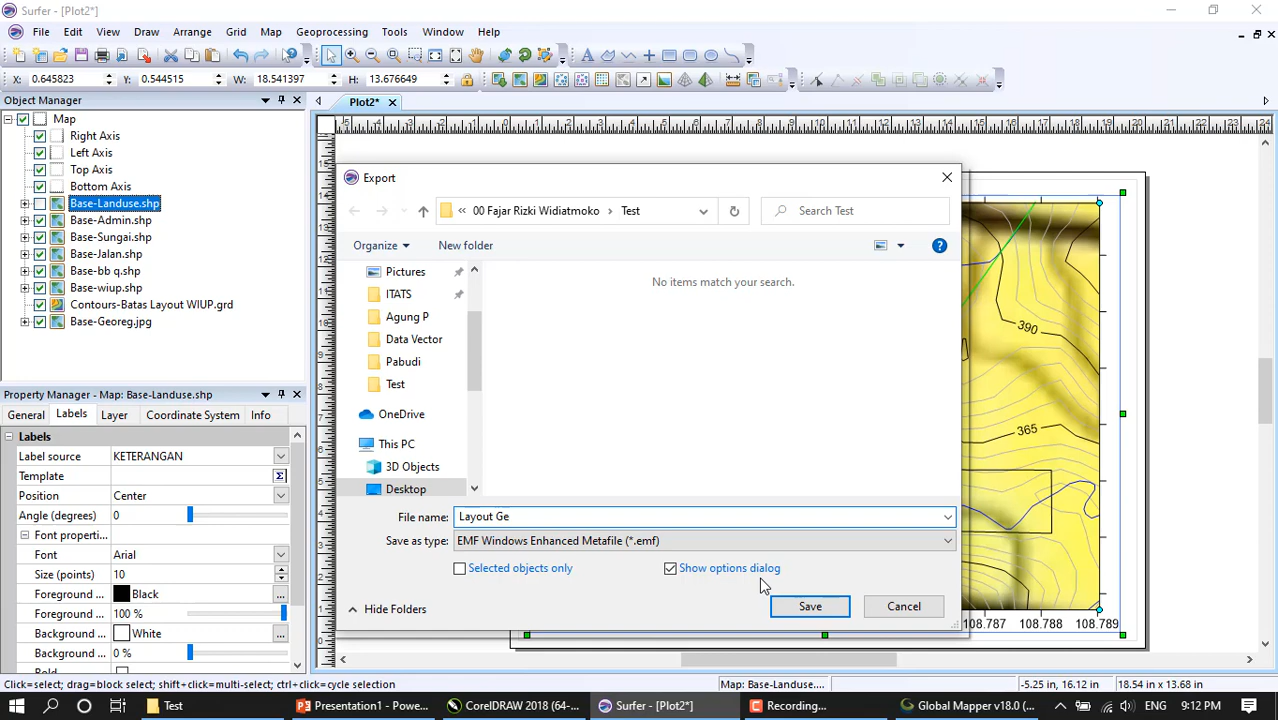 Surfer - [Plot2*]
File Edit View Draw Arrange Grid Map Geoprocessing Tools Window Help
X: 0.645823 Y: 0.544515 W: 18.541397 H: 13.676649
Object Manager
Plot2*
Map
Right Axis
Left Axis
Top Axis
Bottom Axis
Base-Landuse.shp
Base-Admin.shp
Base-Sungai.shp
Base-Jalan.shp
Base-bb q.shp
Base-wiup.shp
Contours-Batas Layout WIUP.grd
Base-Georeg.jpg
Property Manager - Map: Base-Landuse.shp
General Labels Layer Coordinate System Info
Labels
Label source KETERANGAN
Template
Position Center
Angle (degrees) 0
Font properti...
Font Arial
Size (points) 10
Foreground ... Black
Foreground ... 100 %
Background ... White
Background ... 0 %
Export
« 00 Fajar Rizki Widiatmoko › Test
Search Test
Organize New folder
Pictures
ITATS
Agung P
Data Vector
Pabudi
Test
OneDrive
This PC
3D Objects
Desktop
No items match your search.
File name: Layout Ge
Save as type: EMF Windows Enhanced Metafile (*.emf)
Selected objects only Show options dialog
Hide Folders Save Cancel
390
365
108.787 108.788 108.789
Click=select; drag=block select; shift+click=multi-select; ctrl+click=cycle selection
Map: Base-Landuse.... -5.25 in, 16.12 in 18.54 in x 13.68 in
Test Presentation1 - Powe... CorelDRAW 2018 (64-... Surfer - [Plot2*] Recording... Global Mapper v18.0 (... 9:12 PM